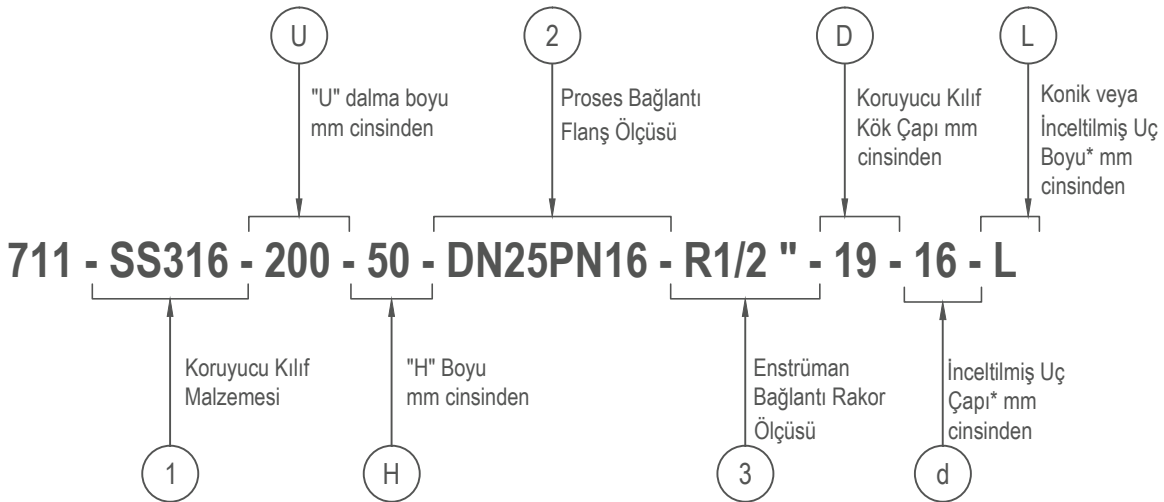 U
2
D
L
"U" dalma boyu
mm cinsinden
Proses Bağlantı
Flanş Ölçüsü
Koruyucu Kılıf
Kök Çapı mm
cinsinden
Konik veya
İnceltilmiş Uç
Boyu* mm
cinsinden
711 - SS316 - 200 - 50 - DN25PN16 - R1/2 " - 19 - 16 - L
Koruyucu Kılıf
Malzemesi
"H" Boyu
mm cinsinden
Enstrüman
Bağlantı Rakor
Ölçüsü
İnceltilmiş Uç
Çapı* mm
cinsinden
1
H
3
d